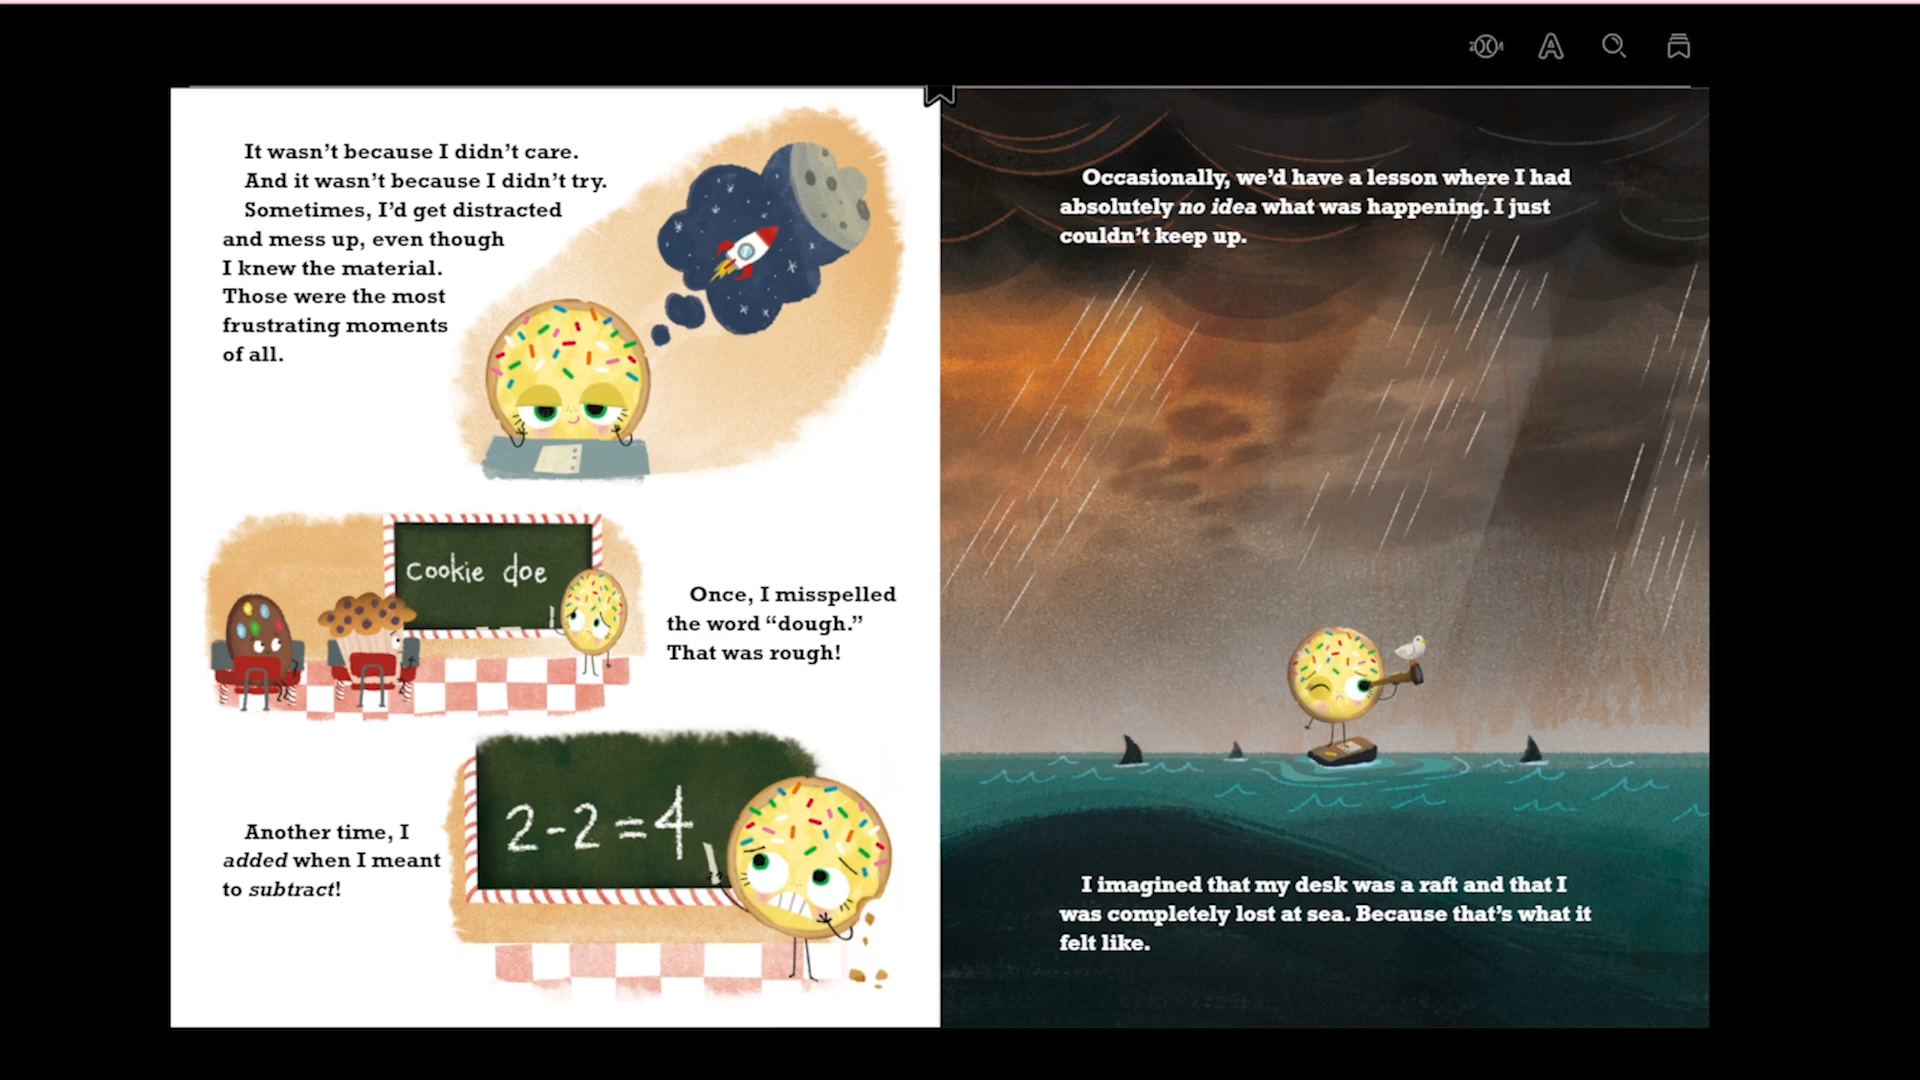 It wasn’t because I didn’t care.
And it wasn’t because I didn’t try.
Sometimes, I’d get distracted
and mess up, even though
I knew the material.
Those were the most
frustrating moments
of all.
cookie doe
Once, I misspelled
the word “dough.”
That was rough!
Another time, I
added when I meant
to subtract!
2-2=4
Occasionally, we’d have a lesson where I had
absolutely no idea what was happening. I just
couldn’t keep up.
I imagined that my desk was a raft and that I
was completely lost at sea. Because that’s what it
felt like.